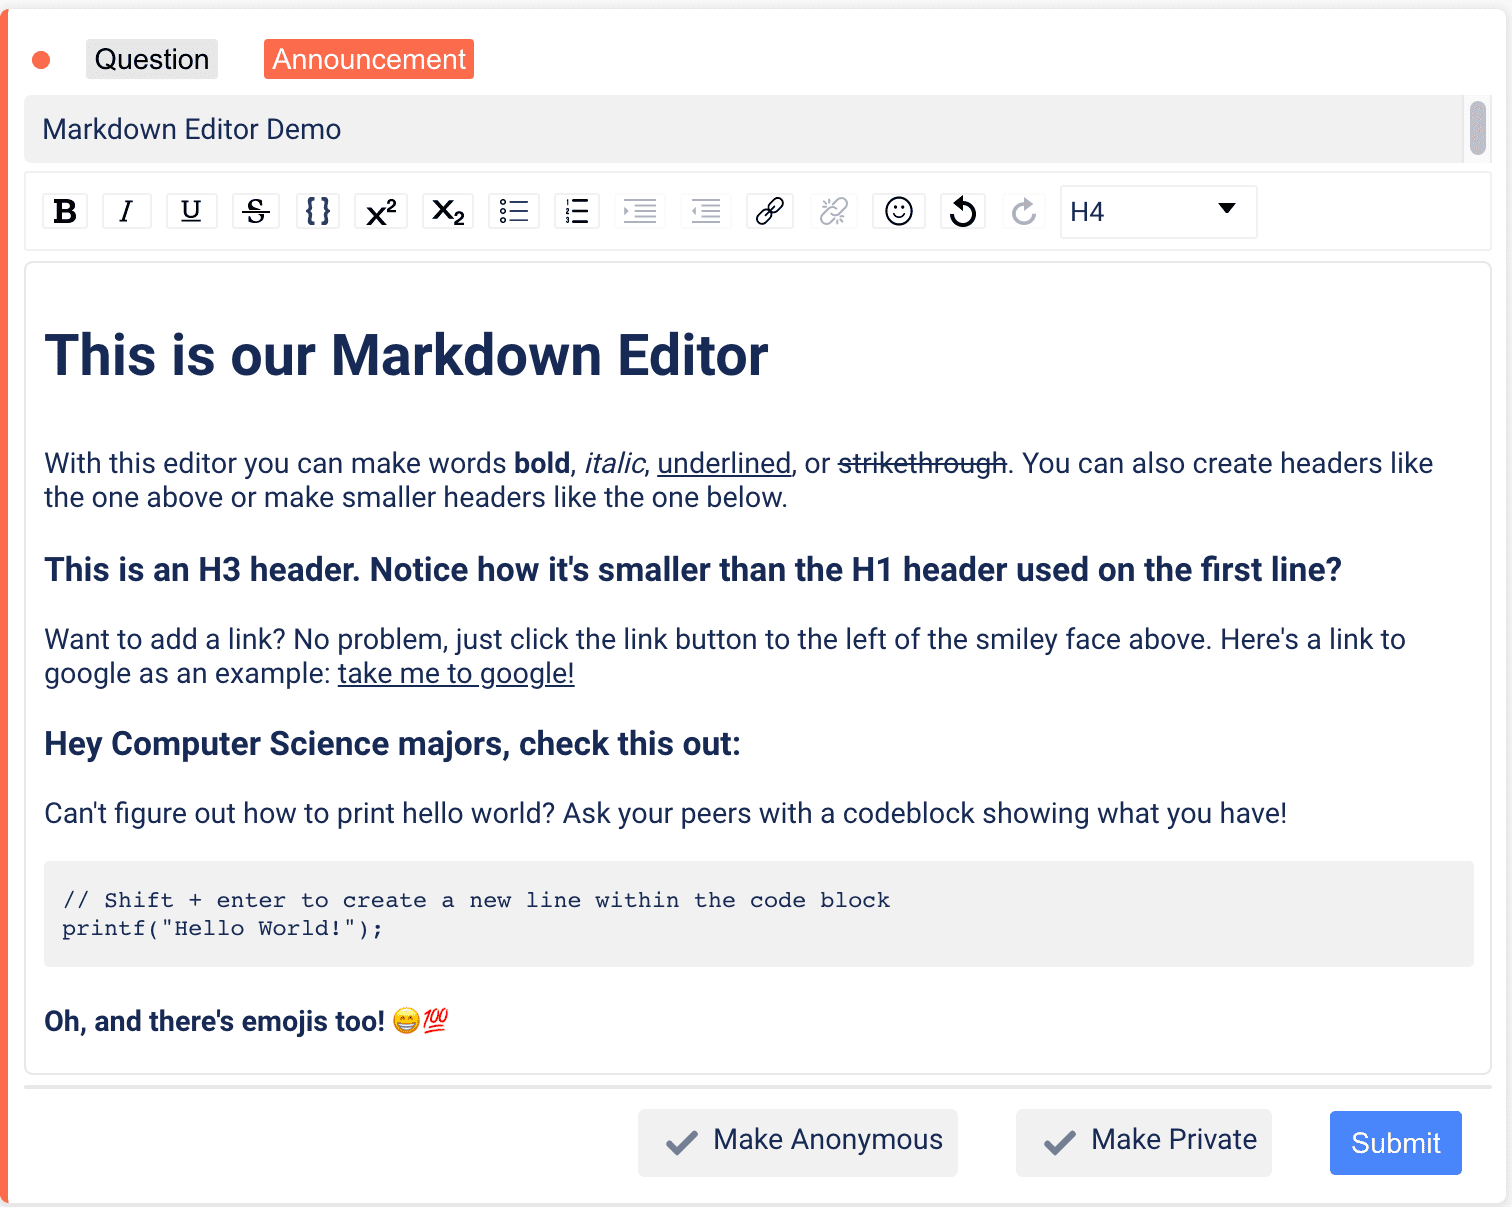 Question Announcement
Markdown Editor Demo
B I U S {} x² x₂ H4
This is our Markdown Editor
With this editor you can make words bold, italic, underlined, or strikethrough. You can also create headers like
the one above or make smaller headers like the one below.
This is an H3 header. Notice how it's smaller than the H1 header used on the first line?
Want to add a link? No problem, just click the link button to the left of the smiley face above. Here's a link to
google as an example: take me to google!
Hey Computer Science majors, check this out:
Can't figure out how to print hello world? Ask your peers with a codeblock showing what you have!
// Shift + enter to create a new line within the code block
printf("Hello World!");
Oh, and there's emojis too! 😁💯
Make Anonymous Make Private Submit